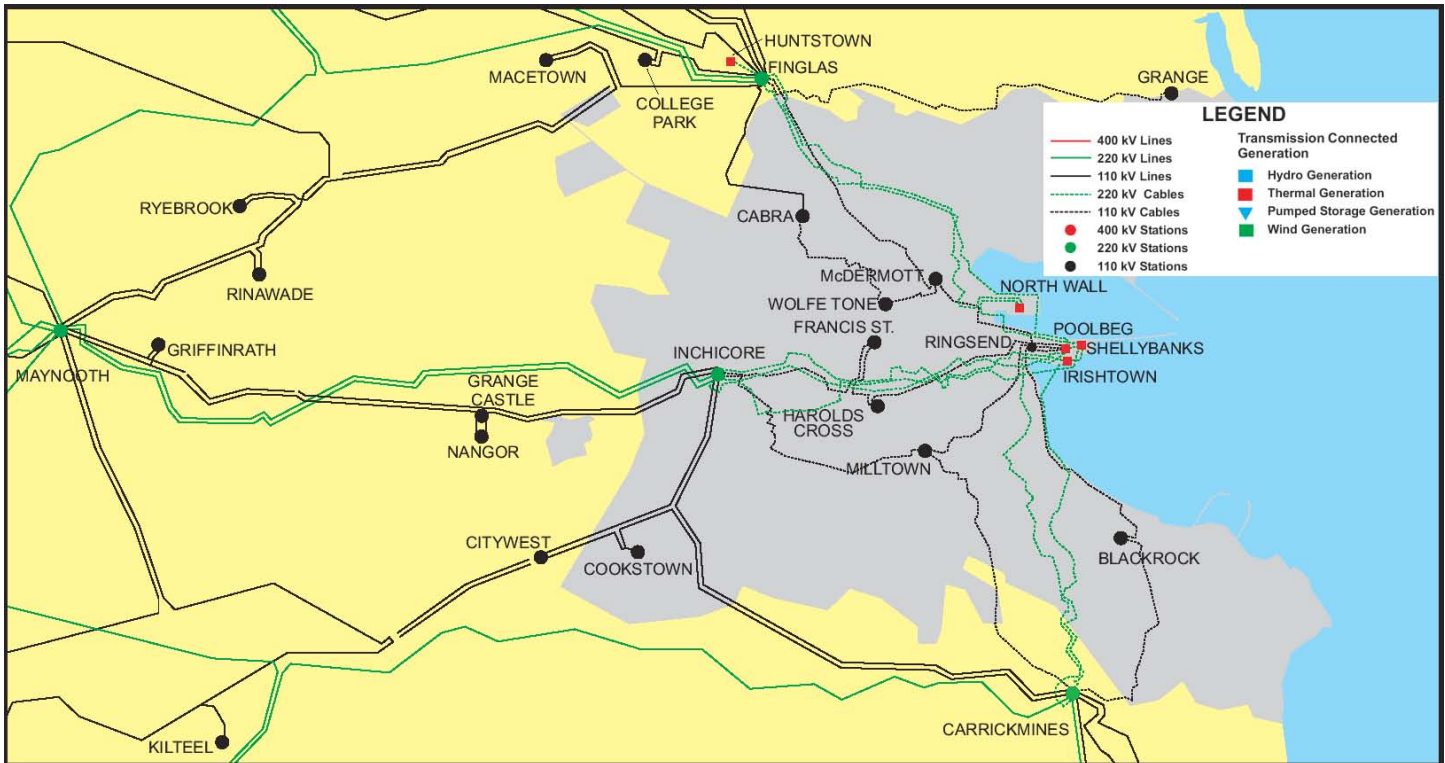 HUNTSTOWN
FINGLAS
MACETOWN
COLLEGE
PARK
GRANGE
LEGEND
400 kV Lines
220 kV Lines
110 kV Lines
220 kV Cables
110 kV Cables
400 kV Stations
220 kV Stations
110 kV Stations
Transmission Connected
Generation
Hydro Generation
Thermal Generation
Pumped Storage Generation
Wind Generation
RYEBROOK
CABRA
RINAWADE
McDERMOTT
NORTH WALL
WOLFE TONE
FRANCIS ST.
POOLBEG
RINGSEND
SHELLYBANKS
IRISHTOWN
GRIFFINRATH
MAYNOOTH
INCHICORE
GRANGE
CASTLE
NANGOR
HAROLDS
CROSS
MILLTOWN
CITYWEST
COOKSTOWN
BLACKROCK
CARRICKMINES
KILTEEL